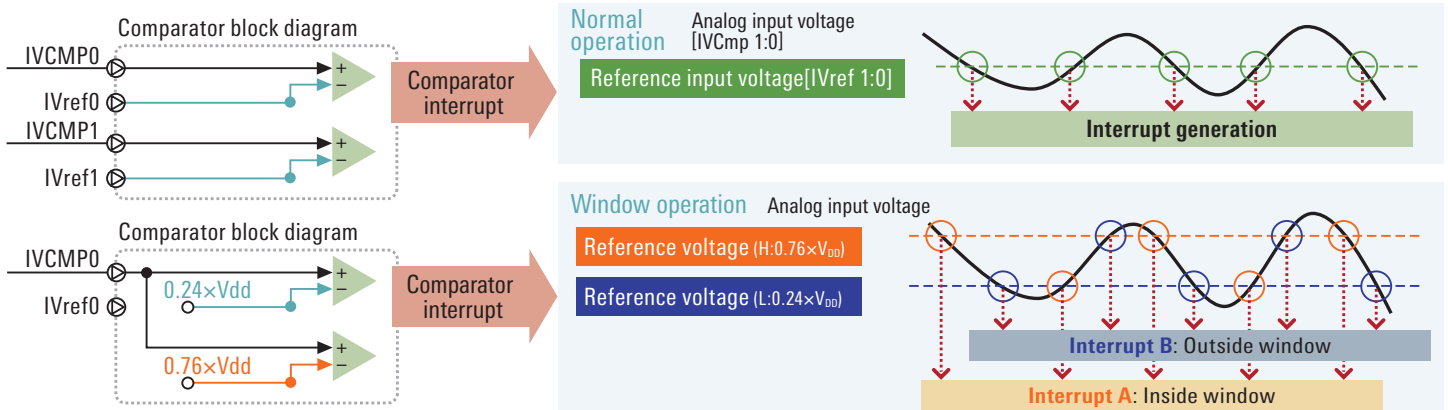 Comparator block diagram
IVCMP0
+
−
IVref0
IVCMP1
+
−
IVref1
Comparator
interrupt
Normal
operation
Analog input voltage
[IVCmp 1:0]
Reference input voltage[IVref 1:0]
Interrupt generation
Comparator block diagram
IVCMP0
+
−
0.24×Vdd
IVref0
+
−
0.76×Vdd
Comparator
interrupt
Window operation Analog input voltage
Reference voltage (H:0.76×VDD)
Reference voltage (L:0.24×VDD)
Interrupt B: Outside window
Interrupt A: Inside window